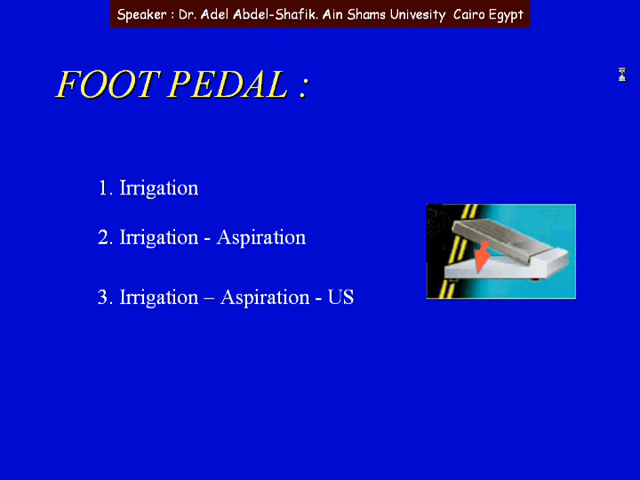 Speaker : Dr. Adel Abdel-Shafik. Ain Shams Univesity Cairo Egypt
FOOT PEDAL :
1. Irrigation
2. Irrigation - Aspiration
3. Irrigation – Aspiration - US